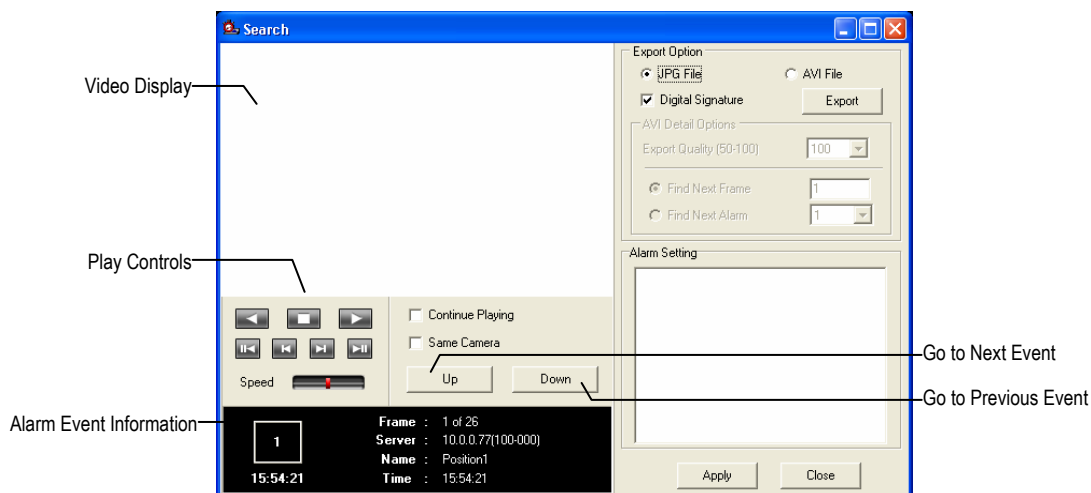 Search
Video Display
Play Controls
Alarm Event Information
Export Option
JPG File
AVI File
Digital Signature
Export
AVI Detail Options
Export Quality (50-100)
100
Find Next Frame
1
Find Next Alarm
1
Alarm Setting
Continue Playing
Same Camera
Up
Down
Speed
Go to Next Event
Go to Previous Event
1
15:54:21
Frame : 1 of 26
Server : 10.0.0.77(100-000)
Name : Position1
Time : 15:54:21
Apply
Close